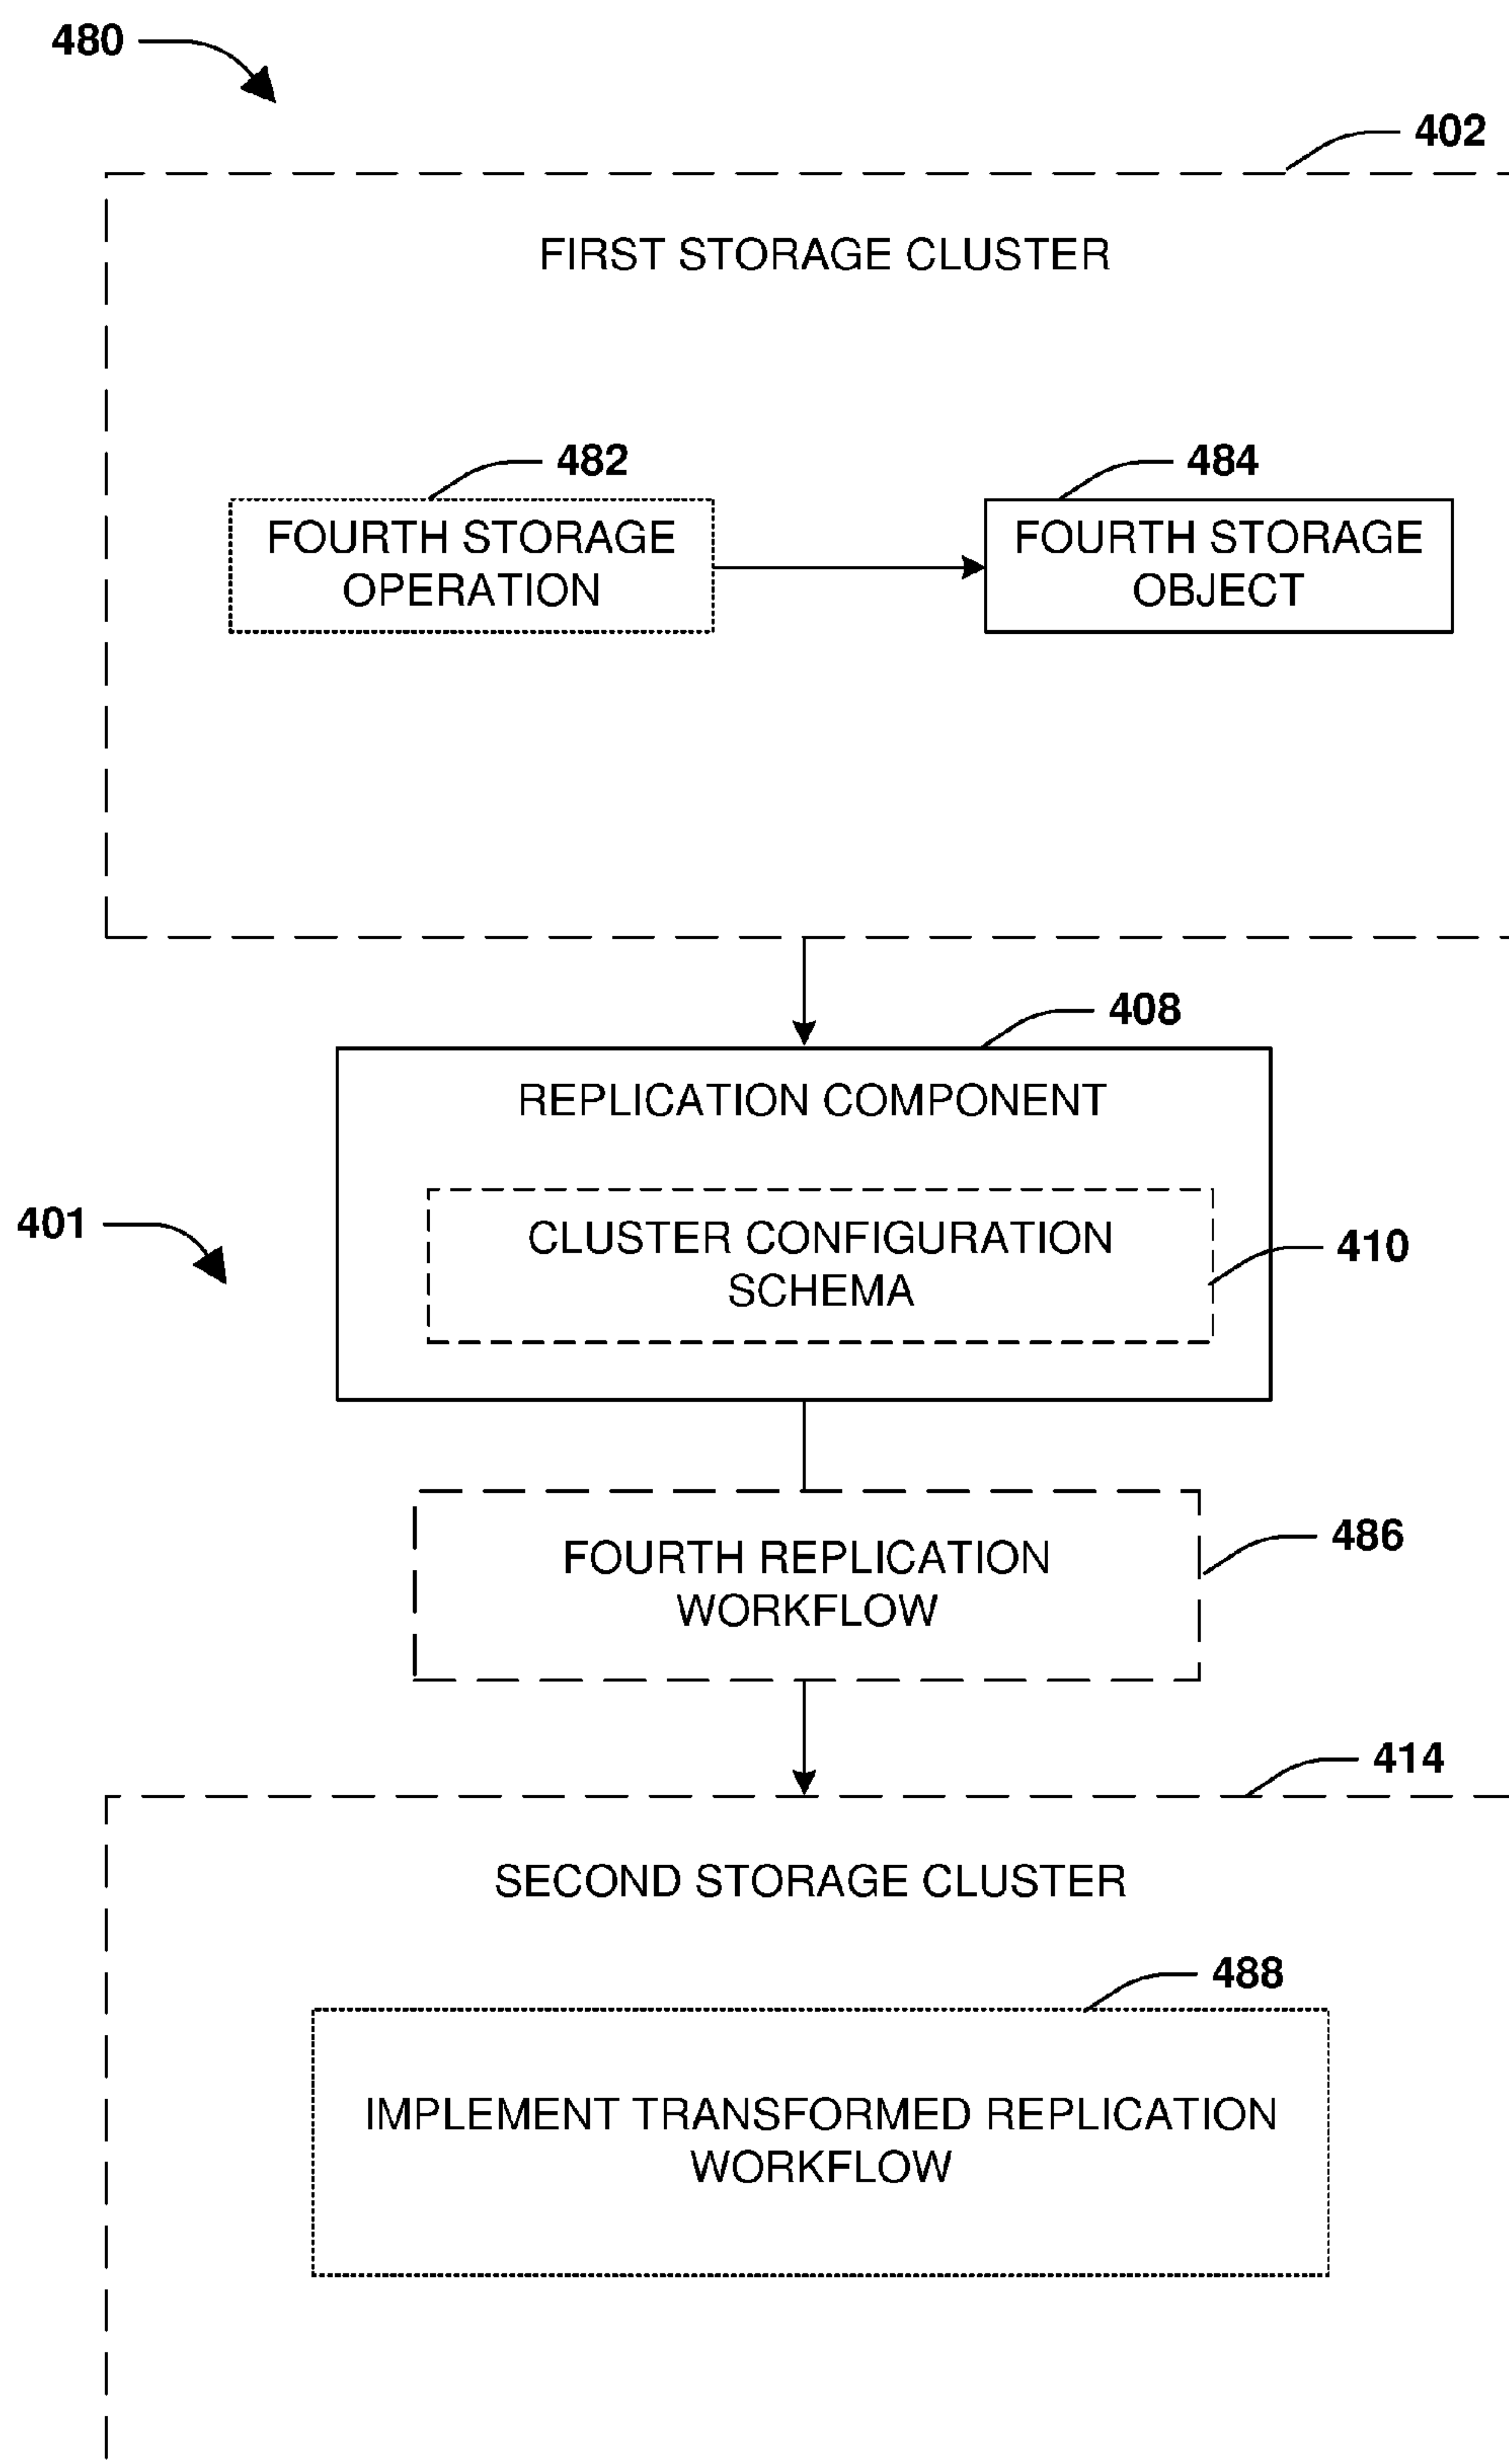 480
402
FIRST STORAGE CLUSTER
482
484
FOURTH STORAGE
OPERATION
FOURTH STORAGE
OBJECT
408
REPLICATION COMPONENT
401
CLUSTER CONFIGURATION
SCHEMA
410
486
FOURTH REPLICATION
WORKFLOW
414
SECOND STORAGE CLUSTER
488
IMPLEMENT TRANSFORMED REPLICATION
WORKFLOW